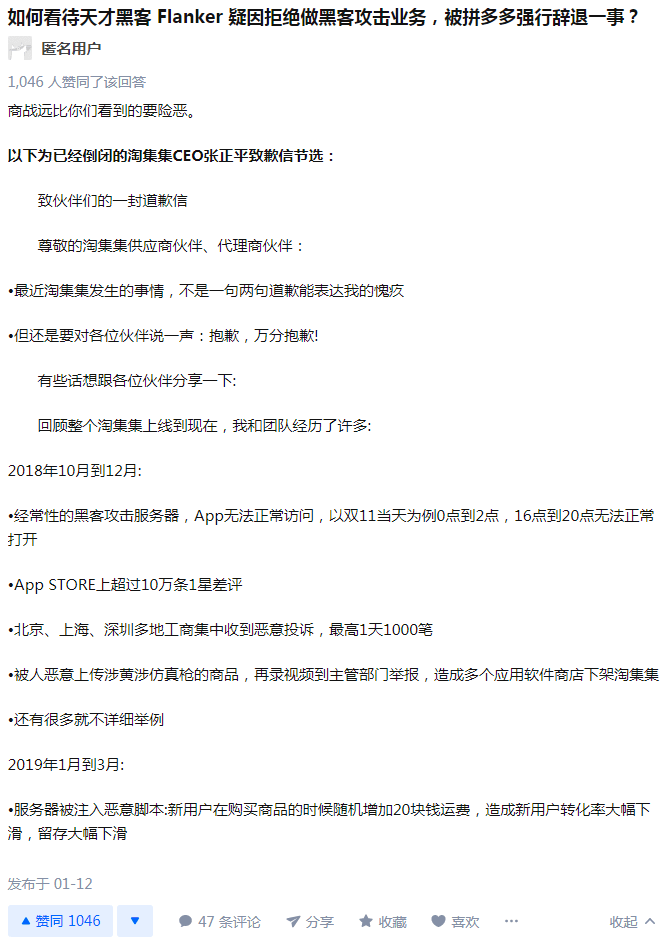 如何看待天才黑客 Flanker 疑因拒绝做黑客攻击业务，被拼多多强行辞退一事？
匿名用户
1,046 人赞同了该回答
商战远比你们看到的要险恶。
以下为已经倒闭的淘集集CEO张正平致歉信节选：
致伙伴们的一封道歉信
尊敬的淘集集供应商伙伴、代理商伙伴：
•最近淘集集发生的事情，不是一句两句道歉能表达我的愧疚
•但还是要对各位伙伴说一声：抱歉，万分抱歉!
有些话想跟各位伙伴分享一下:
回顾整个淘集集上线到现在，我和团队经历了许多:
2018年10月到12月:
•经常性的黑客攻击服务器，App无法正常访问，以双11当天为例0点到2点，16点到20点无法正常
打开
•App STORE上超过10万条1星差评
•北京、上海、深圳多地工商集中收到恶意投诉，最高1天1000笔
•被人恶意上传涉黄涉仿真枪的商品，再录视频到主管部门举报，造成多个应用软件商店下架淘集集
•还有很多就不详细举例
2019年1月到3月:
•服务器被注入恶意脚本:新用户在购买商品的时候随机增加20块钱运费，造成新用户转化率大幅下
滑，留存大幅下滑
发布于 01-12
赞同 1046 47 条评论 分享 收藏 喜欢 ··· 收起